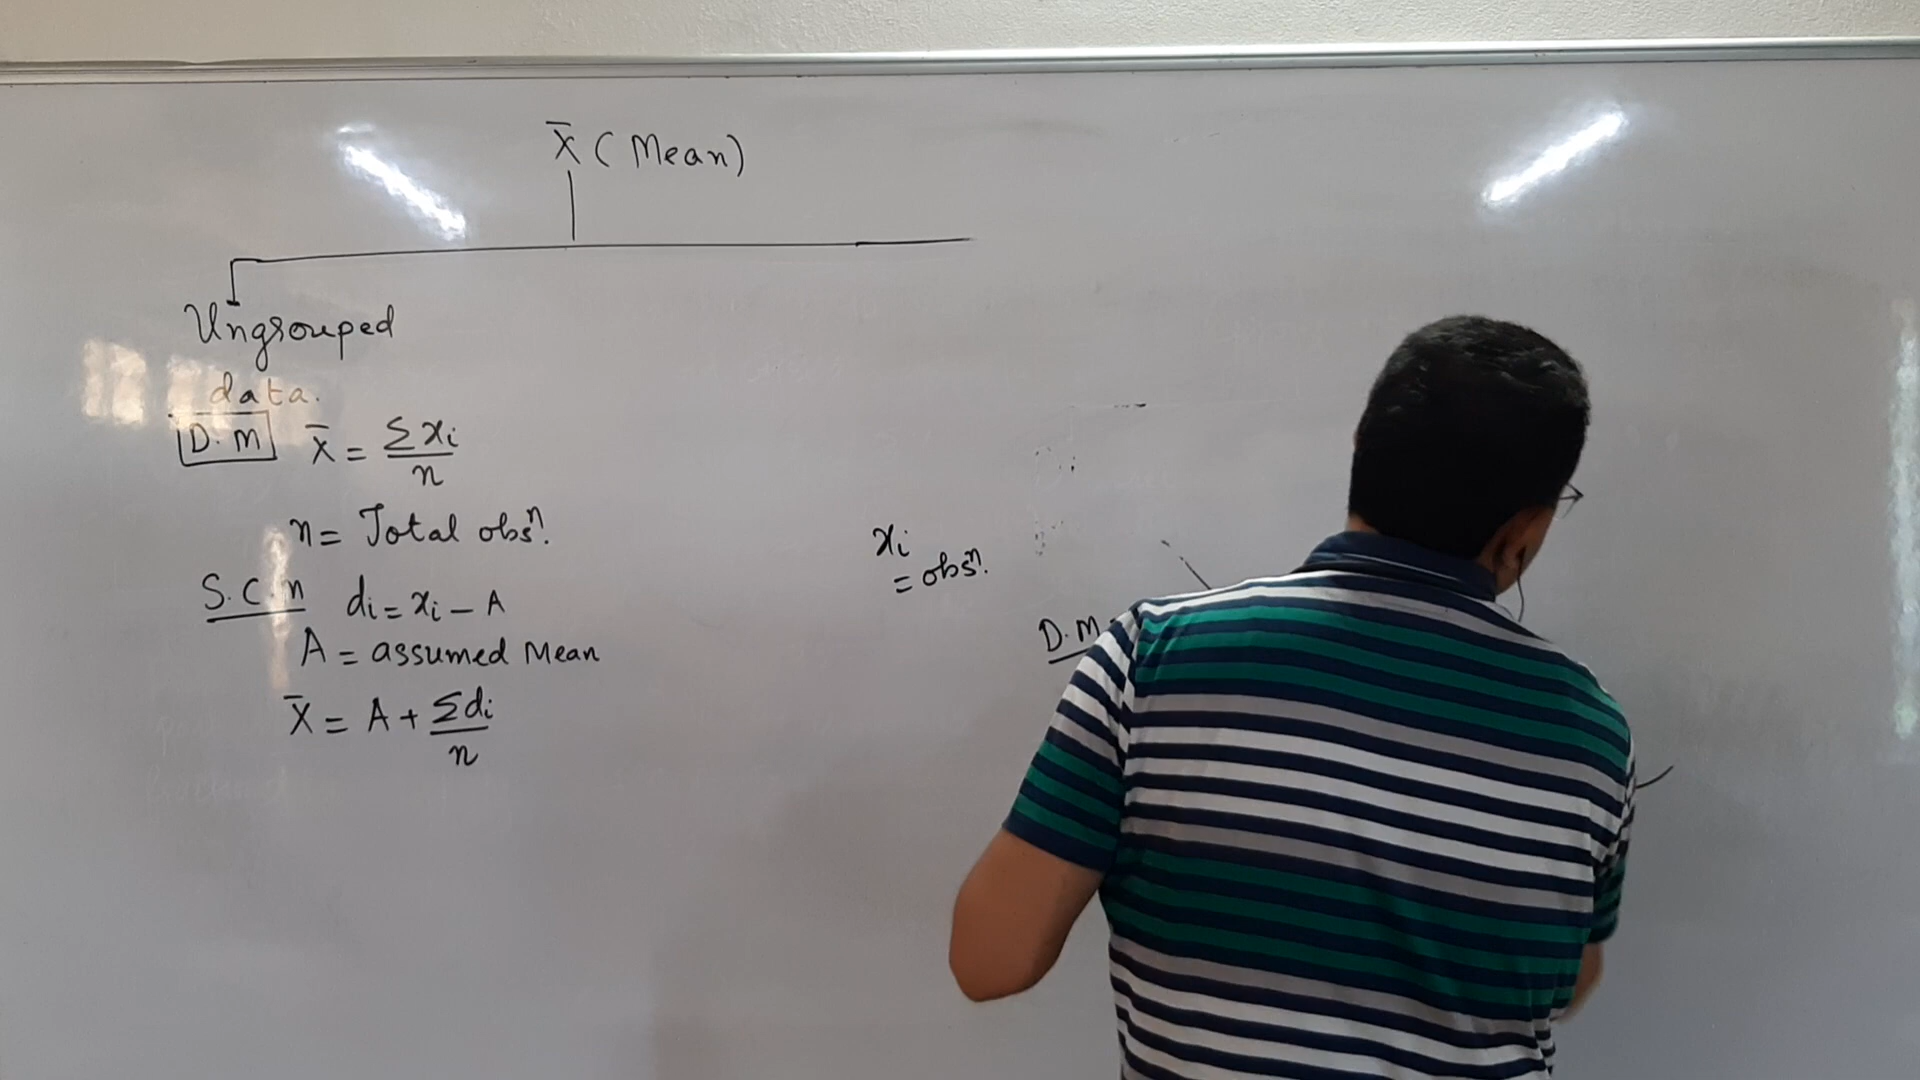 X̄ (Mean)
Ungrouped
data.
D.M X̄ = Σxi/n
n = Total obsⁿ.
S.C.M di = xi – A
A = assumed Mean
X̄ = A + Σdi/n
xi
= obsⁿ.
D.M